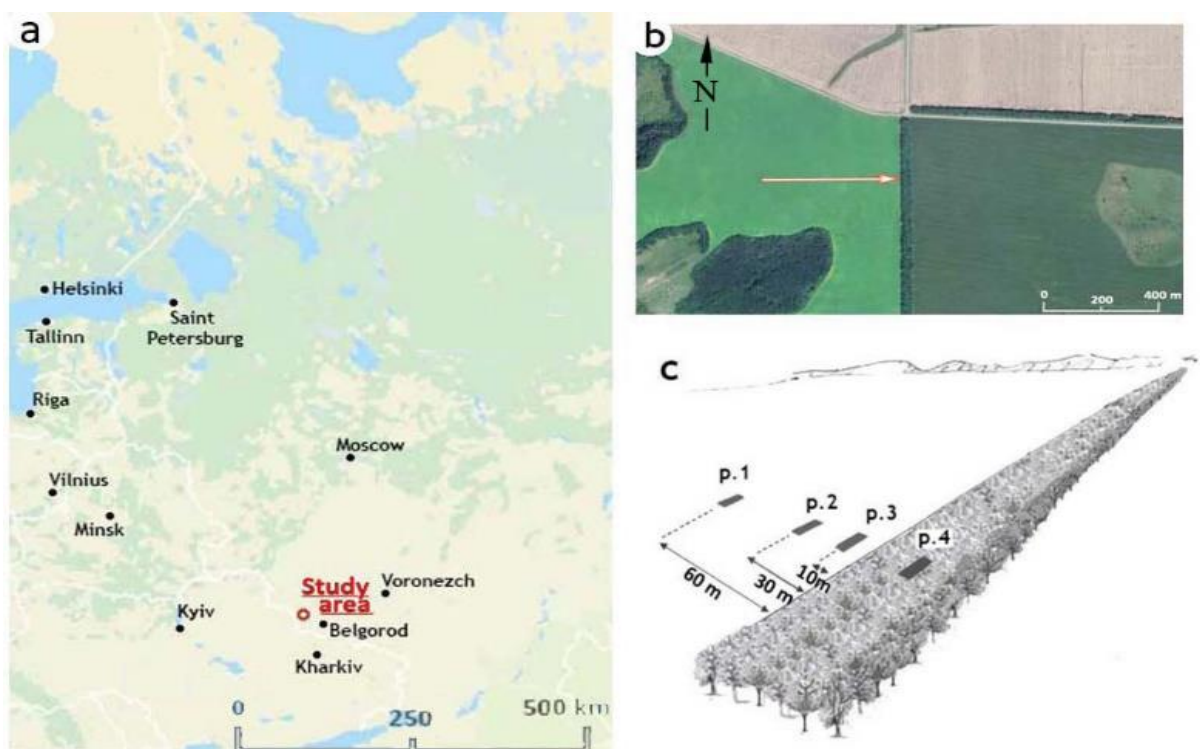 a
Helsinki
Tallinn
Saint
Petersburg
Riga
Moscow
Vilnius
Minsk
Study
area
Voronezch
Kyiv
Belgorod
Kharkiv
0
250
500 km
b
N
0
200
400 m
c
p.1
p.2
p.3
p.4
10m
30 m
60 m